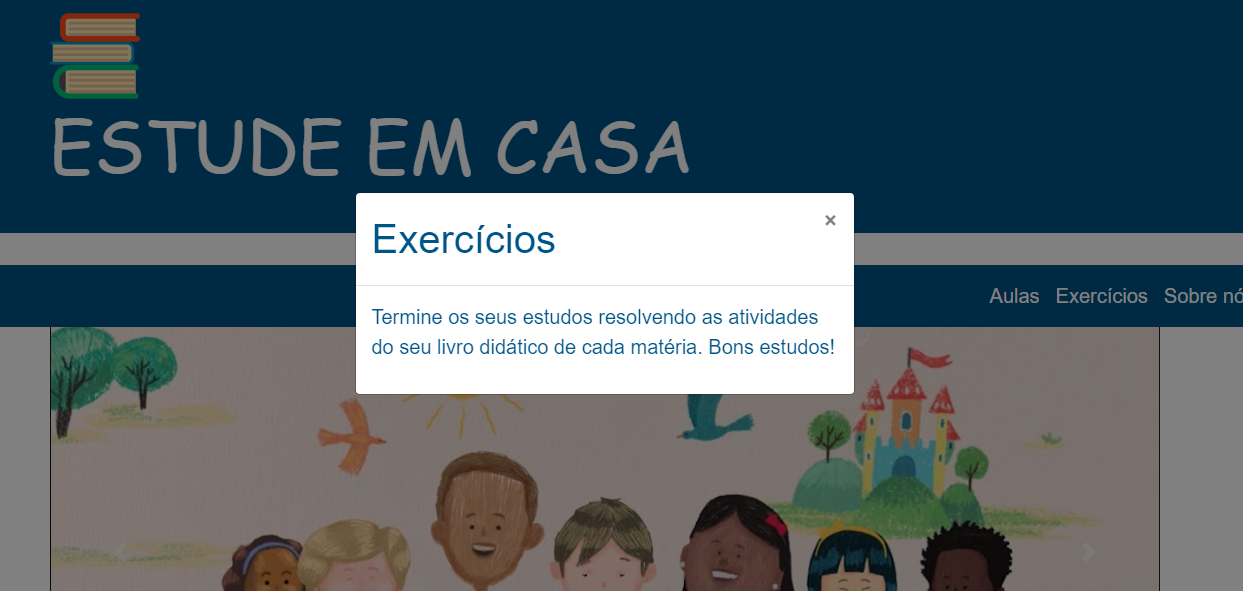 ESTUDE EM CASA
Exercícios
×
Aulas Exercícios Sobre
Termine os seus estudos resolvendo as atividades
do seu livro didático de cada matéria. Bons estudos!